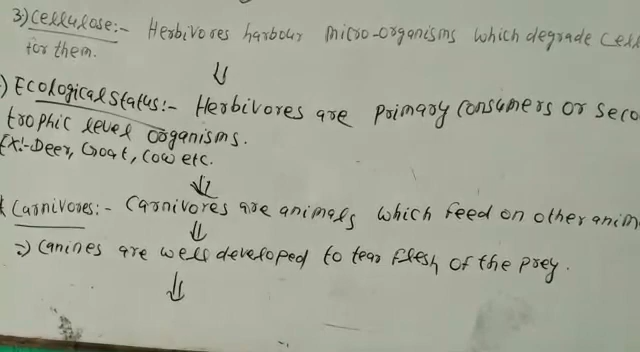 3) Cellulose:- Herbivores harbour micro-organisms which degrade Cell
for them.
) Ecological status:- Herbivores are primary consumers or seco
trophic level organisms.
Ex:- Deer, Goat, Cow etc.
* Carnivores:- Carnivores are animals which feed on other anim
=> Canines are well developed to tear flesh of the prey.